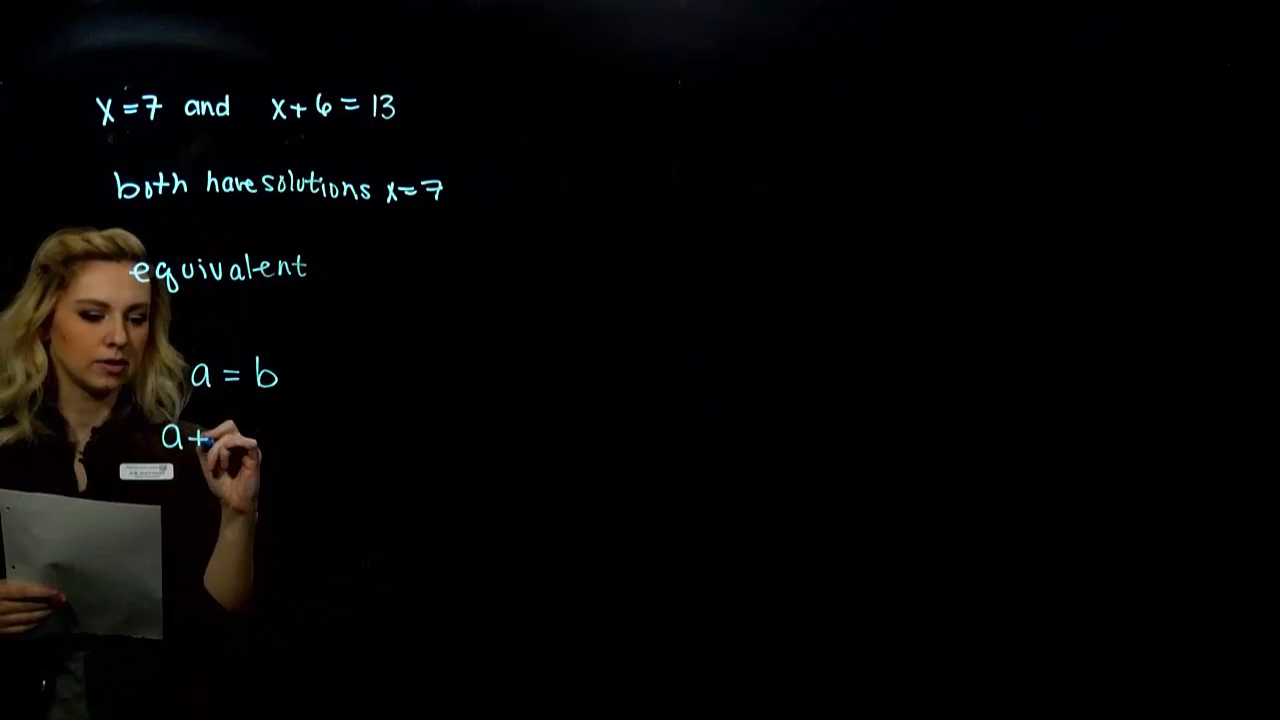 x=7 and x+6=13
both have solutions x=7
equivalent
a = b
a +